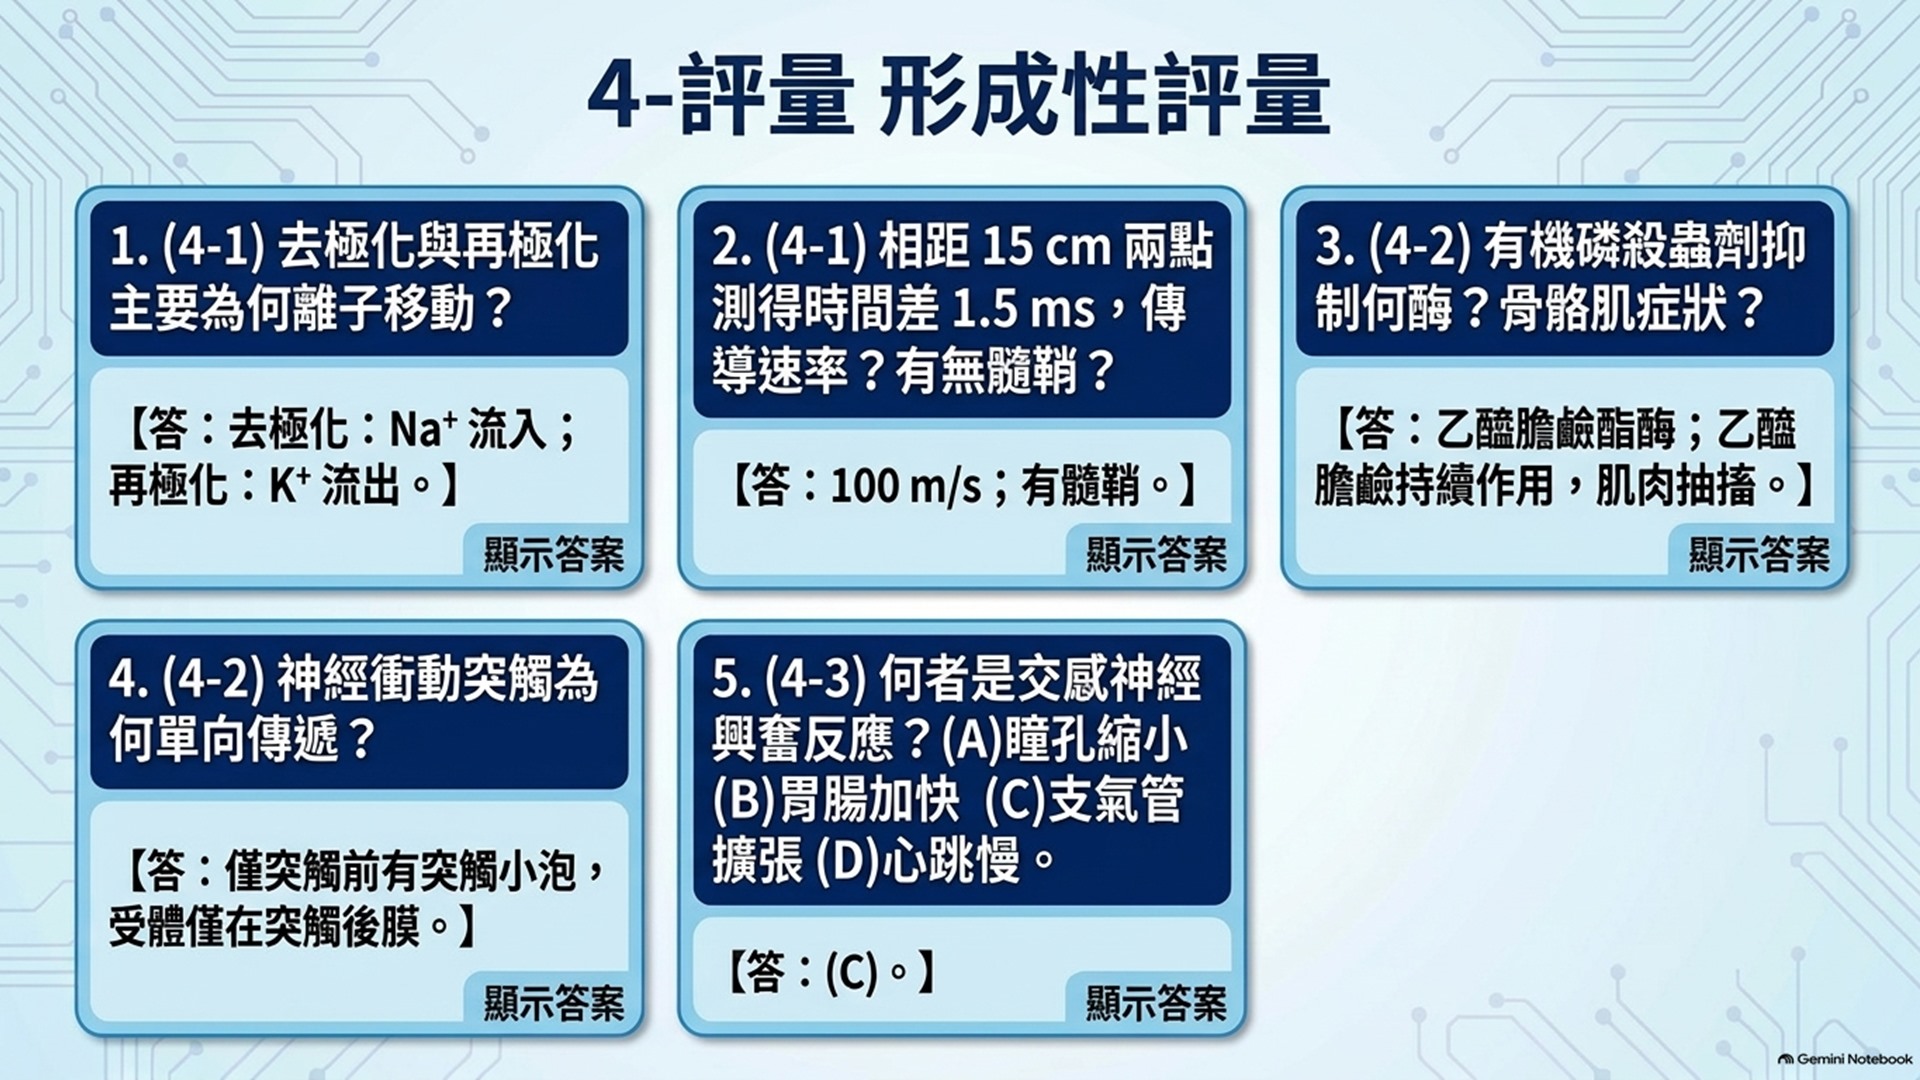 4-評量 形成性評量
1. (4-1) 去極化與再極化
主要為何離子移動？
【答：去極化：Na⁺ 流入；
再極化：K⁺ 流出。】
顯示答案
2. (4-1) 相距 15 cm 兩點
測得時間差 1.5 ms，傳
導速率？有無髓鞘？
【答：100 m/s；有髓鞘。】
顯示答案
3. (4-2) 有機磷殺蟲劑抑
制何酶？骨骼肌症狀？
【答：乙醯膽鹼酯酶；乙醯
膽鹼持續作用，肌肉抽搐。】
顯示答案
4. (4-2) 神經衝動突觸為
何單向傳遞？
【答：僅突觸前有突觸小泡，
受體僅在突觸後膜。】
顯示答案
5. (4-3) 何者是交感神經
興奮反應？(A)瞳孔縮小
(B)胃腸加快 (C)支氣管
擴張 (D)心跳慢。
【答：(C)。】
顯示答案
Gemini Notebook